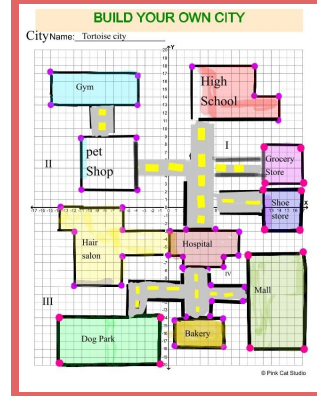 BUILD YOUR OWN CITY
City Name: Tortoise city
Y
Gym
High
School
I
pet
Shop
II
Grocery
Store
Shoe
store
X
Hair
salon
Hospital
IV
Mall
III
Dog Park
Bakery
© Pink Cat Studio